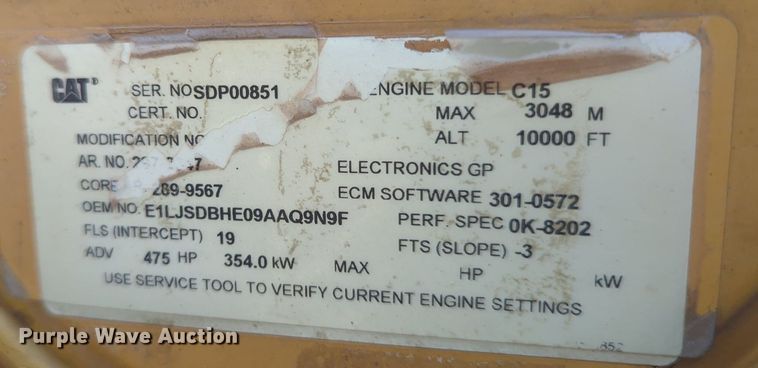 CAT SER. NO SDP00851 ENGINE MODEL C15
CERT. NO. MAX 3048 M
MODIFICATION NO ALT 10000 FT
AR. NO. ELECTRONICS GP
CORE 289-9567 ECM SOFTWARE 301-0572
OEM NO. E1LJSDBHE09AAQ9N9F PERF. SPEC 0K-8202
FLS (INTERCEPT) 19 FTS (SLOPE) -3
ADV 475 HP 354.0 kW MAX HP kW
USE SERVICE TOOL TO VERIFY CURRENT ENGINE SETTINGS
Purple Wave Auction